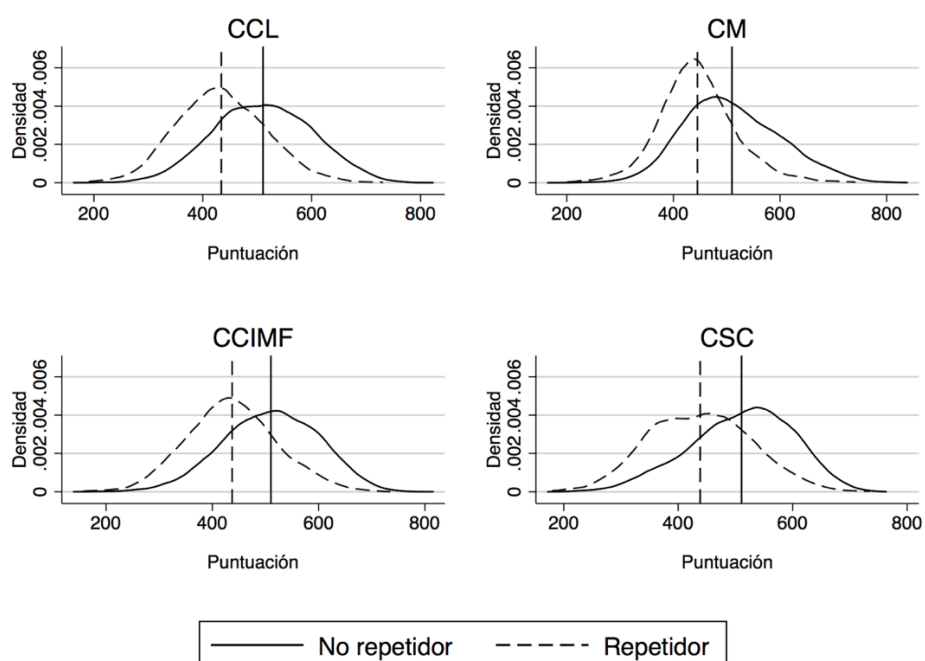 CCL
Densidad
0 .002 .004 .006
200 400 600 800
Puntuación
CM
Densidad
0 .002 .004 .006
200 400 600 800
Puntuación
CCIMF
Densidad
0 .002 .004 .006
200 400 600 800
Puntuación
CSC
Densidad
0 .002 .004 .006
200 400 600 800
Puntuación
No repetidor Repetidor